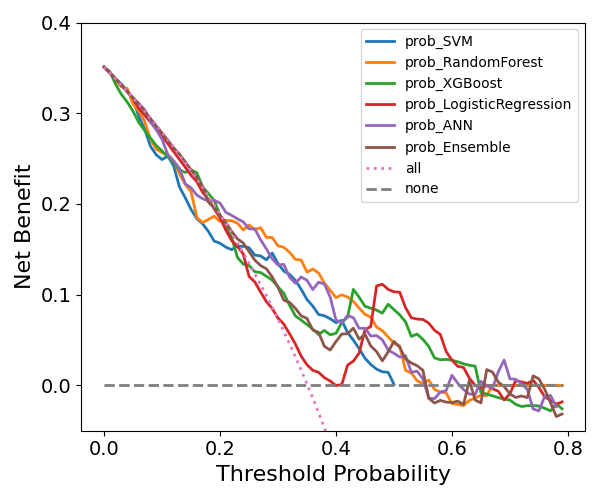 0.4
0.3
0.2
0.1
0.0
Net Benefit
prob_SVM
prob_RandomForest
prob_XGBoost
prob_LogisticRegression
prob_ANN
prob_Ensemble
all
none
0.0 0.2 0.4 0.6 0.8
Threshold Probability